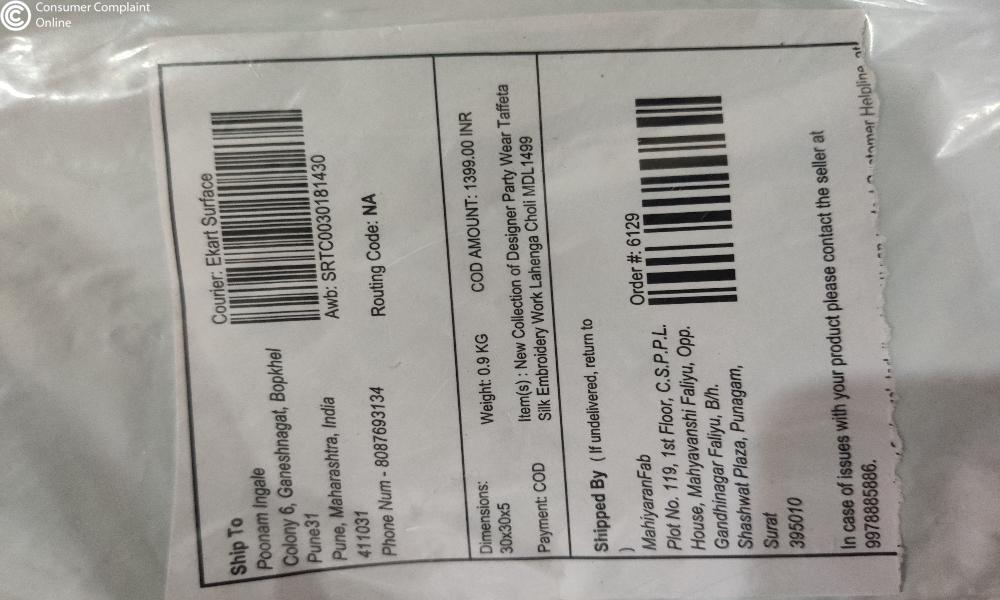 Consumer Complaint
Online
Ship To
Poonam Ingale
Colony 6, Ganeshnagat, Bopkhel
Pune31
Pune, Maharashtra, India
411031
Phone Num - 8087693134
Courier: Ekart Surface
Awb: SRTC0030181430
Routing Code: NA
Dimensions:
30x30x5
Weight: 0.9 KG
COD AMOUNT: 1399.00 INR
Payment: COD
Item(s) : New Collection of Designer Party Wear Taffeta
Silk Embroidery Work Lahenga Choli MDL1499
Shipped By ( If undelivered, return to
)
MahiyaranFab
Plot No. 119, 1st Floor, C.S.P.P.L.
House, Mahyavanshi Faliyu, Opp.
Gandhinagar Faliyu, B/h.
Shashwat Plaza, Punagam,
Surat
395010
Order #: 6129
In case of issues with your product please contact the seller at
9978885886.
Customer Helpline